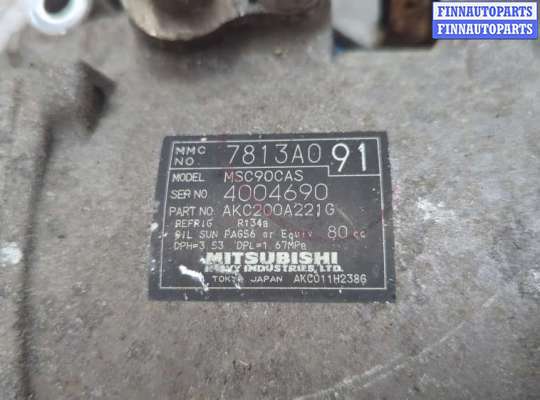 FINNAUTOPARTS
FINNAUTOPARTS
MMC NO 7813A0 91
MODEL MSC90CAS
SER NO 4004690
PART NO. AKC200A221G
REFRIG R134a
OIL SUN PAG56 or Equiv 80 cc
DPH=3.53 DPL=1.67MPa
MITSUBISHI
HEAVY INDUSTRIES, LTD.
TOKYO JAPAN AKC011H238G